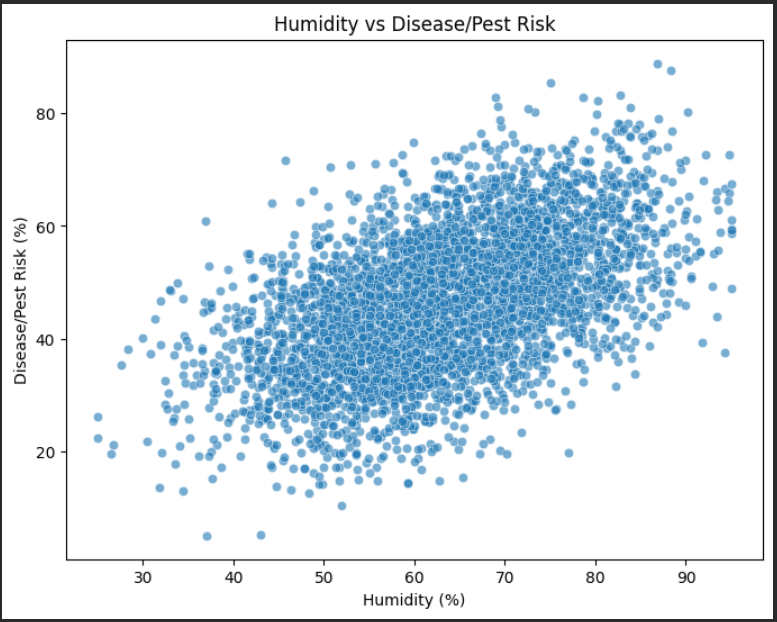 Humidity vs Disease/Pest Risk
Disease/Pest Risk (%)
80
60
40
20
30 40 50 60 70 80 90
Humidity (%)